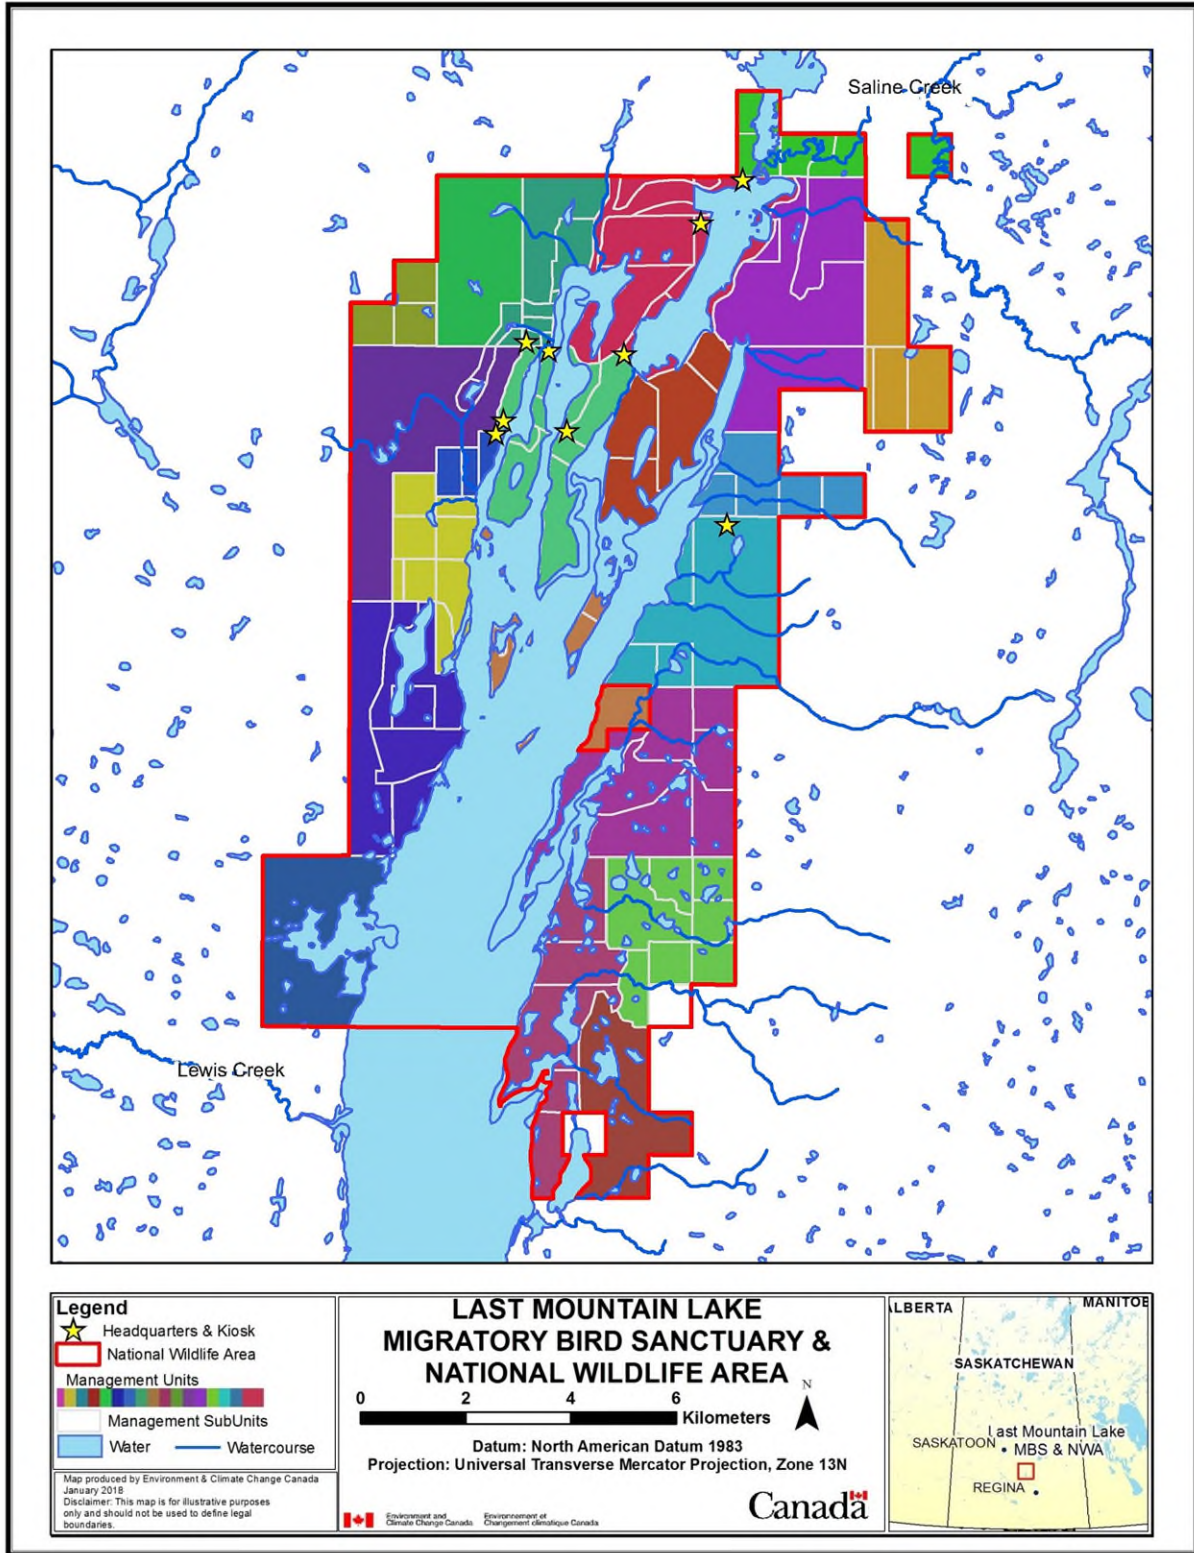 Saline Creek
Lewis Creek
Legend
Headquarters & Kiosk
National Wildlife Area
Management Units
Management SubUnits
Water
Watercourse
Map produced by Environment & Climate Change Canada
January 2018
Disclaimer: This map is for illustrative purposes
only and should not be used to define legal
boundaries.
LAST MOUNTAIN LAKE
MIGRATORY BIRD SANCTUARY &
NATIONAL WILDLIFE AREA
0 2 4 6
Kilometers
N
Datum: North American Datum 1983
Projection: Universal Transverse Mercator Projection, Zone 13N
Environment and
Climate Change Canada
Environnement et
Changement climatique Canada
Canada
ALBERTA
MANITOB
SASKATCHEWAN
Last Mountain Lake
MBS & NWA
SASKATOON
REGINA